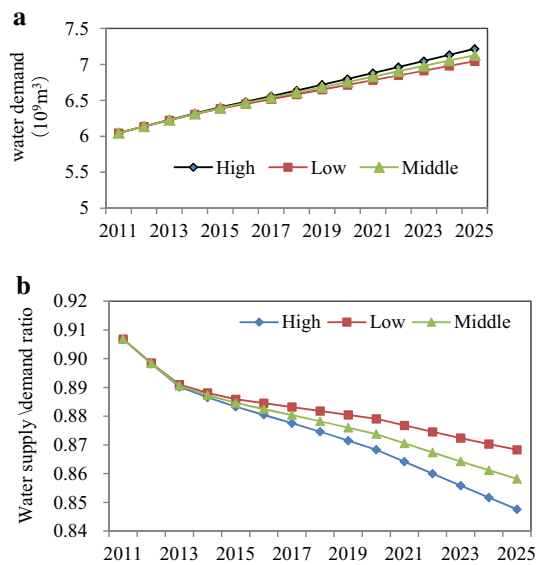 a
water demand
(10⁹m³)
7.5
7
6.5
6
5.5
5
High Low Middle
2011 2013 2015 2017 2019 2021 2023 2025
b
Water supply \demand ratio
0.92
0.91
0.90
0.89
0.88
0.87
0.86
0.85
0.84
High Low Middle
2011 2013 2015 2017 2019 2021 2023 2025